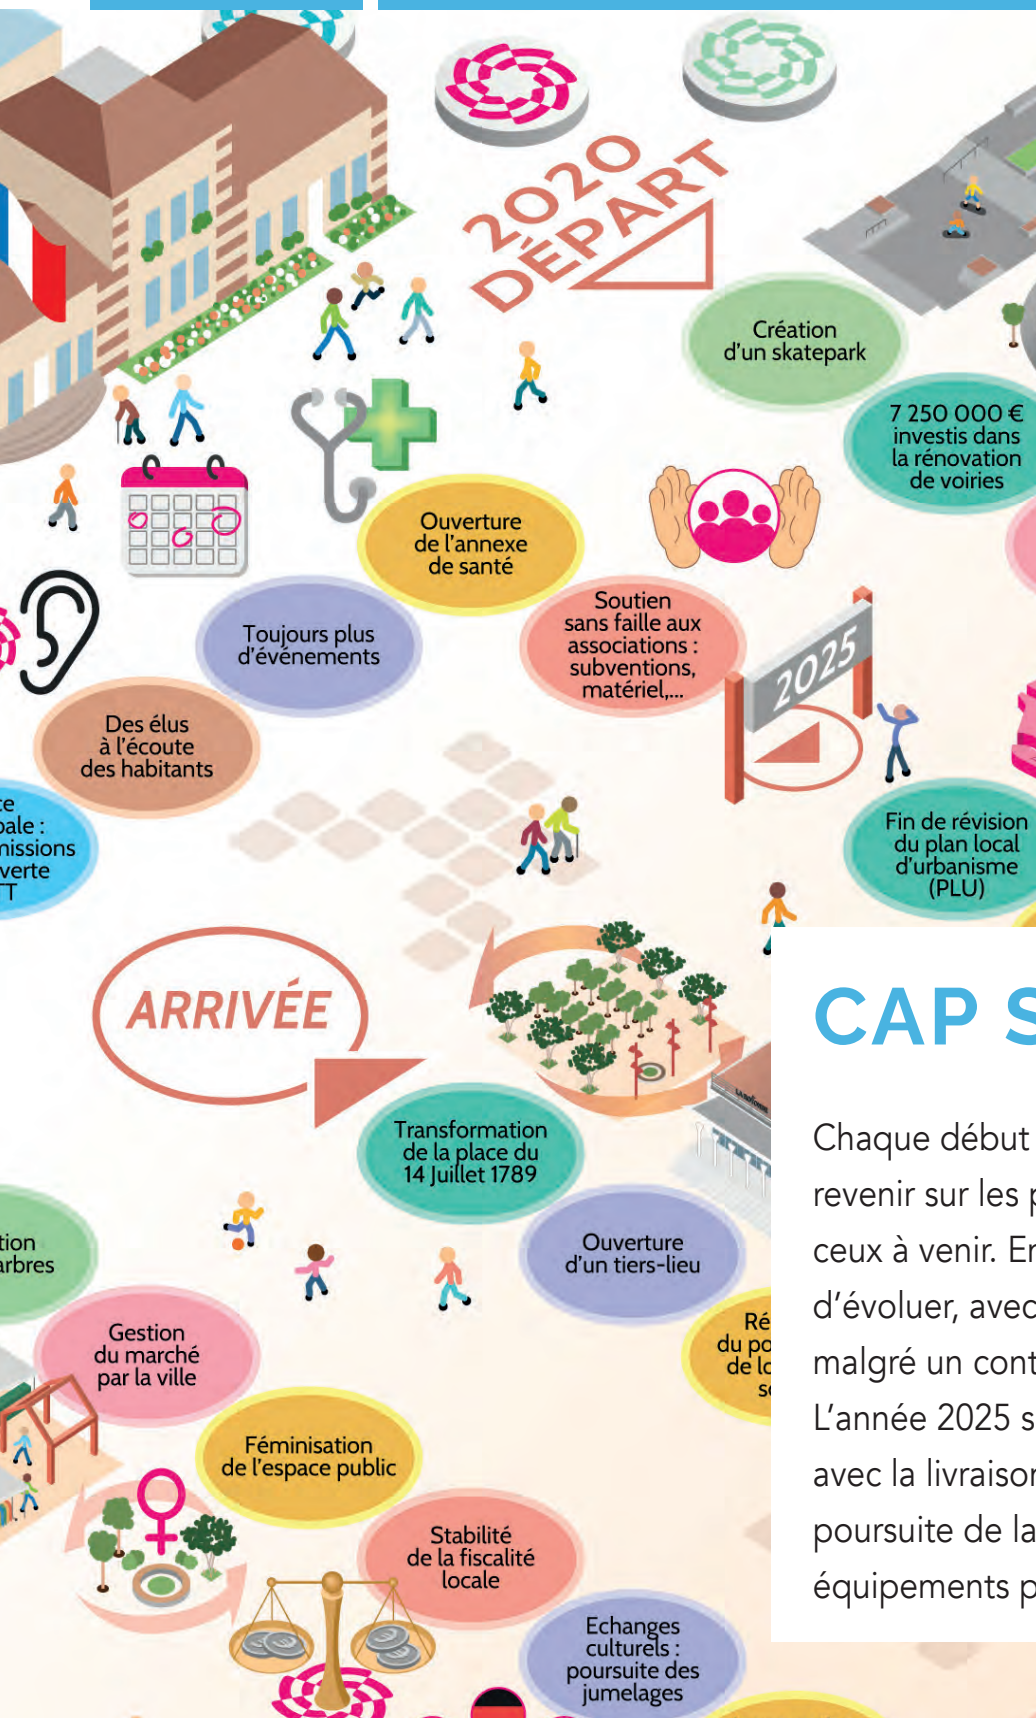 2020
DÉPART
Création
d'un skatepark
7 250 000 €
investis dans
la rénovation
de voiries
Ouverture
de l'annexe
de santé
Soutien
sans faille aux
associations :
subventions,
matériel,...
Toujours plus
d'événements
2025
Des élus
à l'écoute
des habitants
verte
TT
Fin de révision
du plan local
d'urbanisme
(PLU)
ARRIVÉE
Transformation
de la place du
14 Juillet 1789
Ouverture
d'un tiers-lieu
arbres
Gestion
du marché
par la ville
du
de
Féminisation
de l'espace public
Stabilité
de la fiscalité
locale
Echanges
culturels :
poursuite des
jumelages
CAP S
Chaque début
revenir sur les p
ceux à venir. En
d'évoluer, avec
malgré un cont
L'année 2025 s
avec la livraison
poursuite de la
équipements p